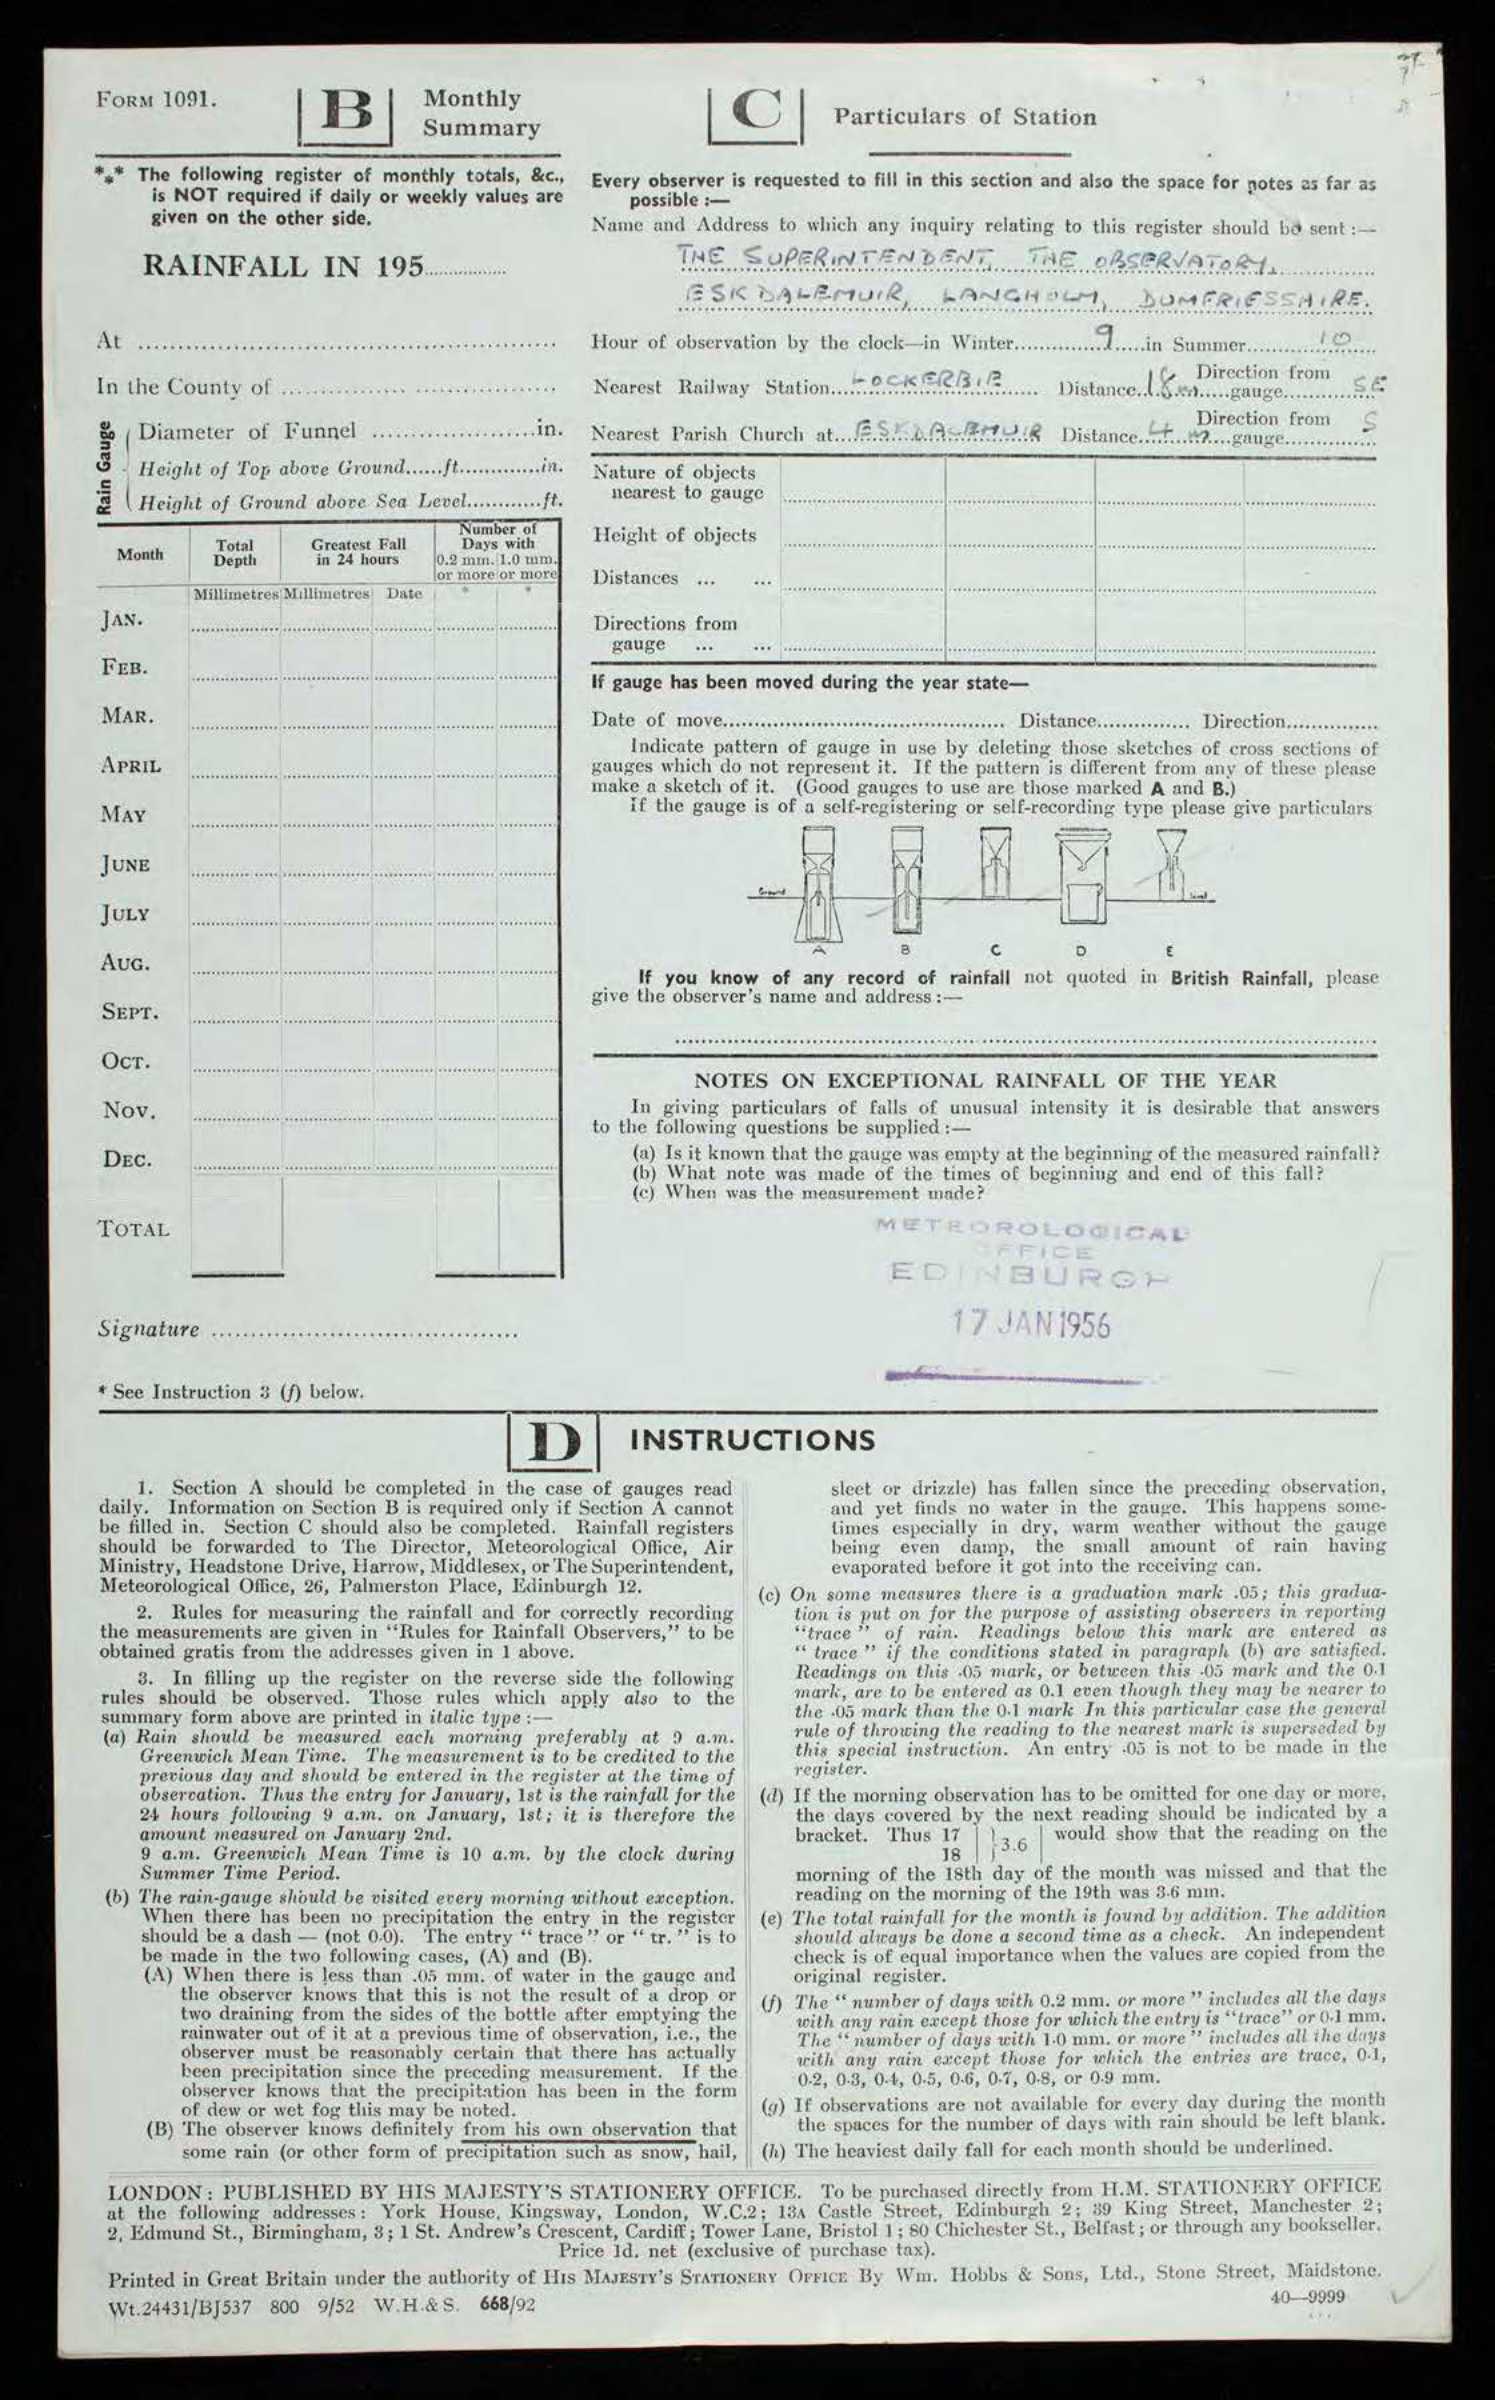 FORM 1091.
B
Monthly
Summary
*** The following register of monthly totals, &c.,
is NOT required if daily or weekly values are
given on the other side.
RAINFALL IN 195
At
In the County of
Rain Gauge
Diameter of Funnel in.
Height of Top above Ground ft. in.
Height of Ground above Sea Level ft.
Month Total Depth Greatest Fall in 24 hours Number of Days with
0.2 mm. or more 1.0 mm. or more
Millimetres Millimetres Date * *
JAN.
FEB.
MAR.
APRIL
MAY
JUNE
JULY
AUG.
SEPT.
OCT.
NOV.
DEC.
TOTAL
Signature
* See Instruction 3 (f) below.
C
Particulars of Station
Every observer is requested to fill in this section and also the space for notes as far as
possible :—
Name and Address to which any inquiry relating to this register should be sent :—
THE SUPERINTENDENT, THE OBSERVATORY,
ESKDALEMUIR, LANGHOLM, DUMFRIESSHIRE.
Hour of observation by the clock—in Winter 9 in Summer 10
Nearest Railway Station LOCKERBIE Distance 18m Direction from gauge SE
Nearest Parish Church at ESKDALEMUIR Distance 4 m Direction from gauge S
Nature of objects
nearest to gauge
Height of objects
Distances ... ...
Directions from
gauge ... ...
If gauge has been moved during the year state—
Date of move Distance Direction
Indicate pattern of gauge in use by deleting those sketches of cross sections of
gauges which do not represent it. If the pattern is different from any of these please
make a sketch of it. (Good gauges to use are those marked A and B.)
If the gauge is of a self-registering or self-recording type please give particulars
Ground
Level
A B C D E
If you know of any record of rainfall not quoted in British Rainfall, please
give the observer's name and address :—
NOTES ON EXCEPTIONAL RAINFALL OF THE YEAR
In giving particulars of falls of unusual intensity it is desirable that answers
to the following questions be supplied :—
(a) Is it known that the gauge was empty at the beginning of the measured rainfall?
(b) What note was made of the times of beginning and end of this fall?
(c) When was the measurement made?
METEOROLOGICAL
OFFICE
EDINBURGH
17 JAN 1956
D
INSTRUCTIONS
1. Section A should be completed in the case of gauges read
daily. Information on Section B is required only if Section A cannot
be filled in. Section C should also be completed. Rainfall registers
should be forwarded to The Director, Meteorological Office, Air
Ministry, Headstone Drive, Harrow, Middlesex, or The Superintendent,
Meteorological Office, 26, Palmerston Place, Edinburgh 12.
2. Rules for measuring the rainfall and for correctly recording
the measurements are given in "Rules for Rainfall Observers," to be
obtained gratis from the addresses given in 1 above.
3. In filling up the register on the reverse side the following
rules should be observed. Those rules which apply also to the
summary form above are printed in italic type :—
(a) Rain should be measured each morning preferably at 9 a.m.
Greenwich Mean Time. The measurement is to be credited to the
previous day and should be entered in the register at the time of
observation. Thus the entry for January, 1st is the rainfall for the
24 hours following 9 a.m. on January, 1st; it is therefore the
amount measured on January 2nd.
9 a.m. Greenwich Mean Time is 10 a.m. by the clock during
Summer Time Period.
(b) The rain-gauge should be visited every morning without exception.
When there has been no precipitation the entry in the register
should be a dash — (not 0.0). The entry " trace " or " tr. " is to
be made in the two following cases, (A) and (B).
(A) When there is less than .05 mm. of water in the gauge and
the observer knows that this is not the result of a drop or
two draining from the sides of the bottle after emptying the
rainwater out of it at a previous time of observation, i.e., the
observer must be reasonably certain that there has actually
been precipitation since the preceding measurement. If the
observer knows that the precipitation has been in the form
of dew or wet fog this may be noted.
(B) The observer knows definitely from his own observation that
some rain (or other form of precipitation such as snow, hail,
sleet or drizzle) has fallen since the preceding observation,
and yet finds no water in the gauge. This happens some-
times especially in dry, warm weather without the gauge
being even damp, the small amount of rain having
evaporated before it got into the receiving can.
(c) On some measures there is a graduation mark .05; this gradua-
tion is put on for the purpose of assisting observers in reporting
"trace" of rain. Readings below this mark are entered as
" trace " if the conditions stated in paragraph (b) are satisfied.
Readings on this .05 mark, or between this .05 mark and the 0.1
mark, are to be entered as 0.1 even though they may be nearer to
the .05 mark than the 0.1 mark In this particular case the general
rule of throwing the reading to the nearest mark is superseded by
this special instruction. An entry .05 is not to be made in the
register.
(d) If the morning observation has to be omitted for one day or more,
the days covered by the next reading should be indicated by a
bracket. Thus 17 18 } 3.6 would show that the reading on the
morning of the 18th day of the month was missed and that the
reading on the morning of the 19th was 3.6 mm.
(e) The total rainfall for the month is found by addition. The addition
should always be done a second time as a check. An independent
check is of equal importance when the values are copied from the
original register.
(f) The " number of days with 0.2 mm. or more " includes all the days
with any rain except those for which the entry is "trace" or 0.1 mm.
The " number of days with 1.0 mm. or more " includes all the days
with any rain except those for which the entries are trace, 0.1,
0.2, 0.3, 0.4, 0.5, 0.6, 0.7, 0.8, or 0.9 mm.
(g) If observations are not available for every day during the month
the spaces for the number of days with rain should be left blank.
(h) The heaviest daily fall for each month should be underlined.
LONDON : PUBLISHED BY HIS MAJESTY'S STATIONERY OFFICE. To be purchased directly from H.M. STATIONERY OFFICE
at the following addresses : York House, Kingsway, London, W.C.2; 13A Castle Street, Edinburgh 2; 39 King Street, Manchester 2;
2, Edmund St., Birmingham, 3; 1 St. Andrew's Crescent, Cardiff; Tower Lane, Bristol 1; 80 Chichester St., Belfast; or through any bookseller.
Price 1d. net (exclusive of purchase tax).
Printed in Great Britain under the authority of HIS MAJESTY'S STATIONERY OFFICE By Wm. Hobbs & Sons, Ltd., Stone Street, Maidstone.
Wt.24431/BJ537 800 9/52 W.H.& S. 668/92
40—9999